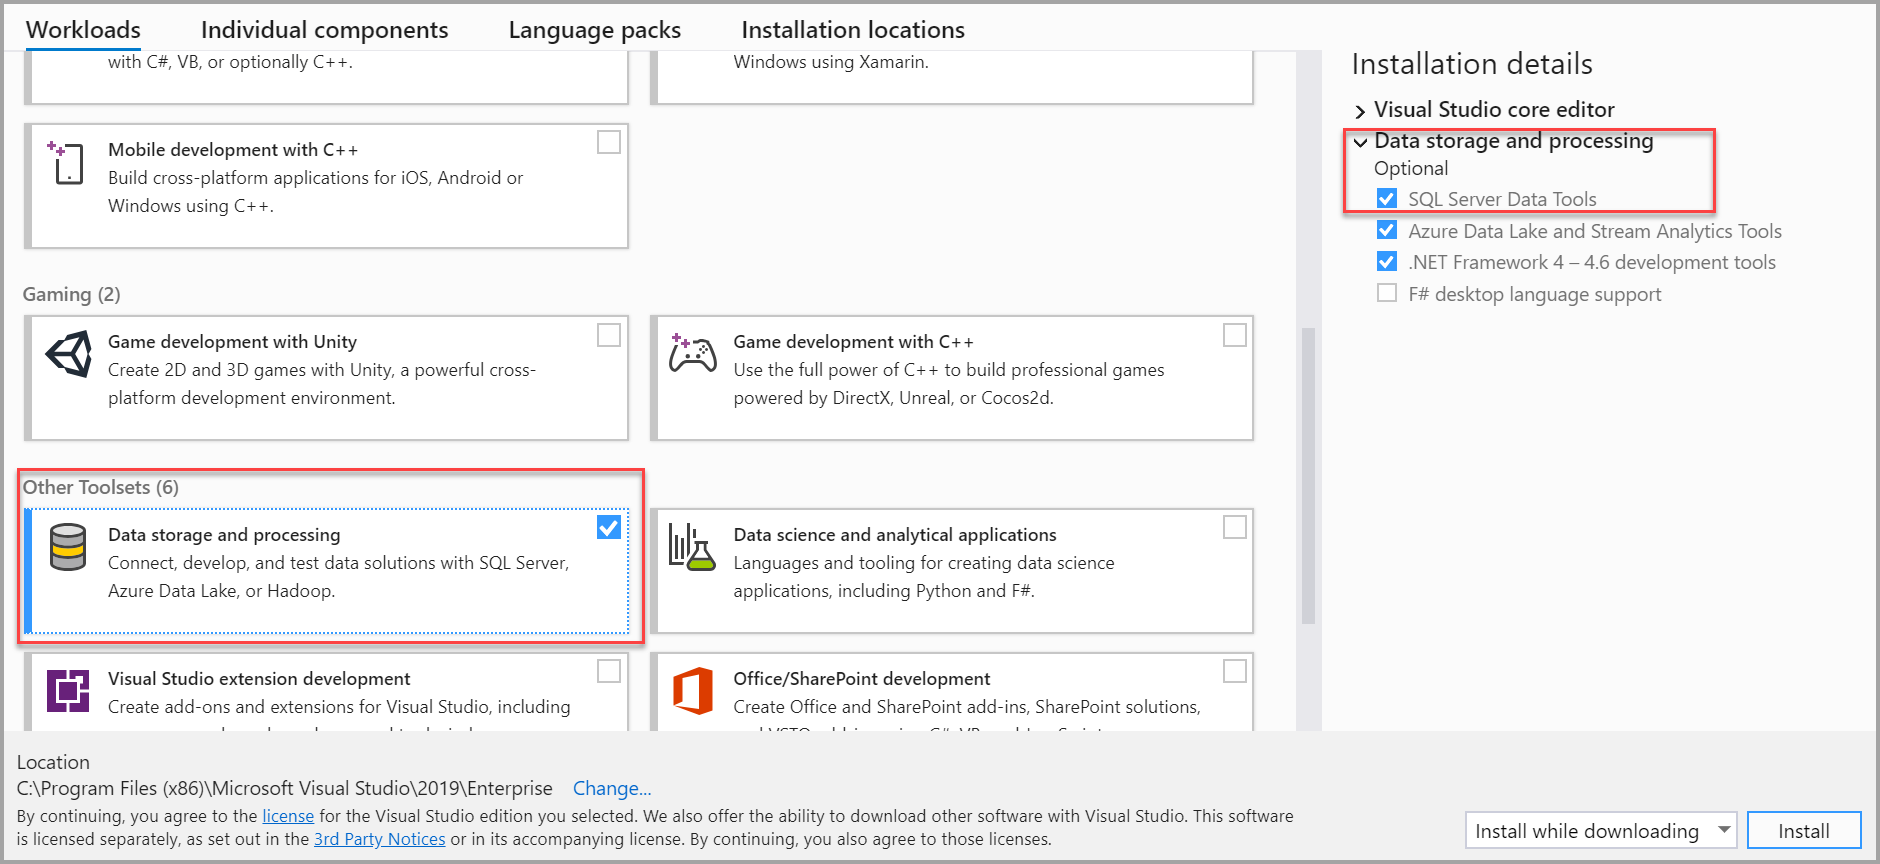 Workloads
Individual components
Language packs
Installation locations
with C#, VB, or optionally C++.
Windows using Xamarin.
Mobile development with C++
Build cross-platform applications for iOS, Android or
Windows using C++.
Gaming (2)
Game development with Unity
Create 2D and 3D games with Unity, a powerful cross-
platform development environment.
Game development with C++
Use the full power of C++ to build professional games
powered by DirectX, Unreal, or Cocos2d.
Other Toolsets (6)
Data storage and processing
Connect, develop, and test data solutions with SQL Server,
Azure Data Lake, or Hadoop.
Data science and analytical applications
Languages and tooling for creating data science
applications, including Python and F#.
Visual Studio extension development
Create add-ons and extensions for Visual Studio, including
Office/SharePoint development
Create Office and SharePoint add-ins, SharePoint solutions,
Installation details
Visual Studio core editor
Data storage and processing
Optional
SQL Server Data Tools
Azure Data Lake and Stream Analytics Tools
.NET Framework 4 – 4.6 development tools
F# desktop language support
Location
C:\Program Files (x86)\Microsoft Visual Studio\2019\Enterprise
Change...
By continuing, you agree to the license for the Visual Studio edition you selected. We also offer the ability to download other software with Visual Studio. This software
is licensed separately, as set out in the 3rd Party Notices or in its accompanying license. By continuing, you also agree to those licenses.
Install while downloading
Install